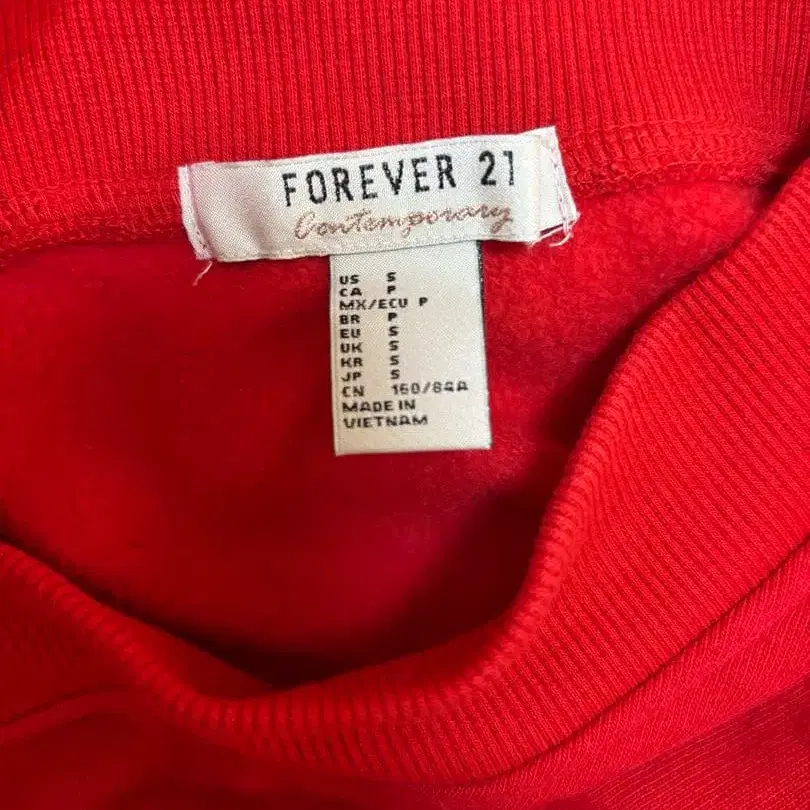 FOREVER 21
Contemporary
US S
CA P
MX/ECU P
BR P
EU S
UK S
KR S
JP S
CN 160/84A
MADE IN
VIETNAM